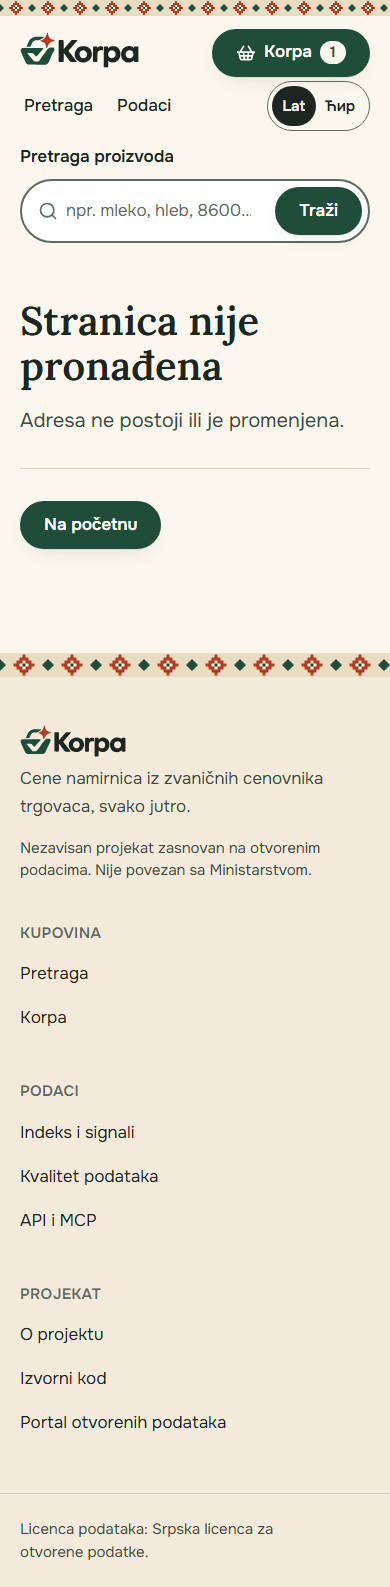 Korpa
Korpa 1
Pretraga Podaci
Lat Ћир
Pretraga proizvoda
npr. mleko, hleb, 8600...
Traži
Stranica nije
pronađena
Adresa ne postoji ili je promenjena.
Na početnu
Korpa
Cene namirnica iz zvaničnih cenovnika
trgovaca, svako jutro.
Nezavisan projekat zasnovan na otvorenim
podacima. Nije povezan sa Ministarstvom.
KUPOVINA
Pretraga
Korpa
PODACI
Indeks i signali
Kvalitet podataka
API i MCP
PROJEKAT
O projektu
Izvorni kod
Portal otvorenih podataka
Licenca podataka: Srpska licenca za
otvorene podatke.